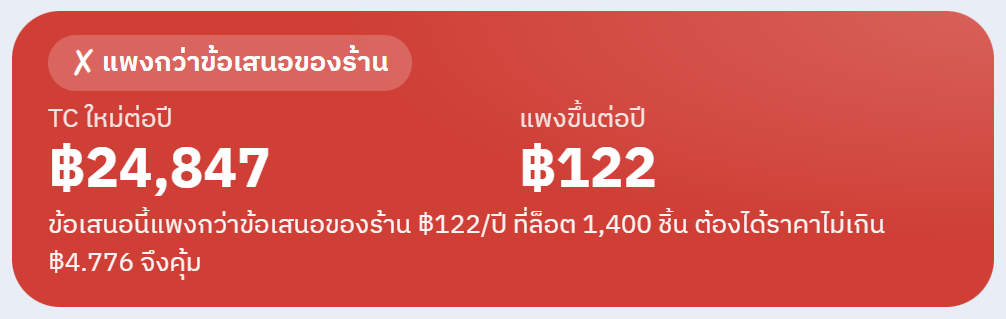 ✗ แพงกว่าข้อเสนอของร้าน
TC ใหม่ต่อปี
฿24,847
แพงขึ้นต่อปี
฿122
ข้อเสนอนี้แพงกว่าข้อเสนอของร้าน ฿122/ปี ที่ล็อต 1,400 ชิ้น ต้องได้ราคาไม่เกิน
฿4.776 จึงคุ้ม